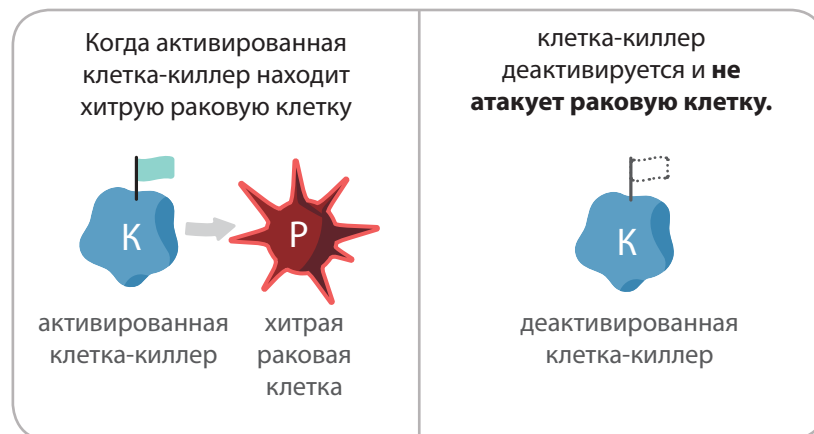 Когда активированная
клетка-киллер находит
хитрую раковую клетку
К
Р
активированная
клетка-киллер
хитрая
раковая
клетка
клетка-киллер
деактивируется и не
атакует раковую клетку.
К
деактивированная
клетка-киллер